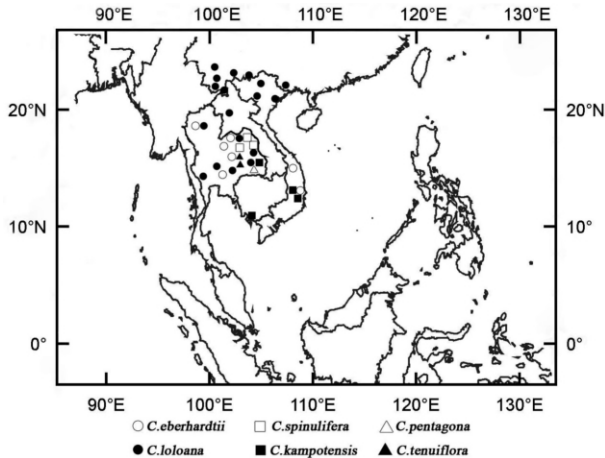 90°E 100°E 110°E 120°E 130°E
20°N 20°N
10°N 10°N
0° 0°
90°E 100°E 110°E 120°E 130°E
C.eberhardtii C.spinulifera C.pentagona
C.loloana C.kampotensis C.tenuiflora